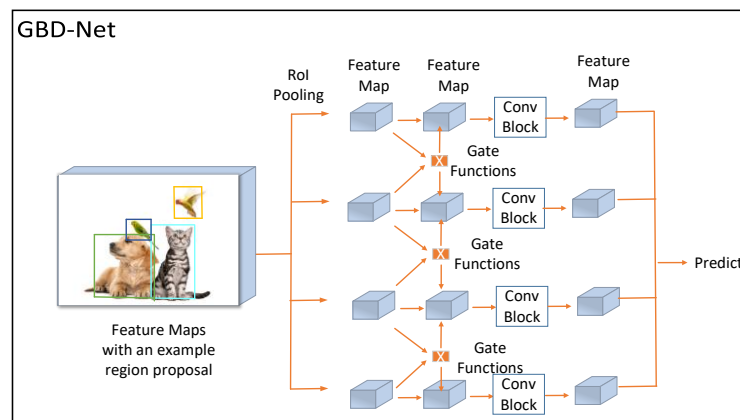 GBD-Net
RoI
Pooling
Feature
Map
Feature
Map
Feature
Map
Conv
Block
X
Gate
Functions
Conv
Block
X
Gate
Functions
Conv
Block
X
Gate
Functions
Conv
Block
Predict
Feature Maps
with an example
region proposal